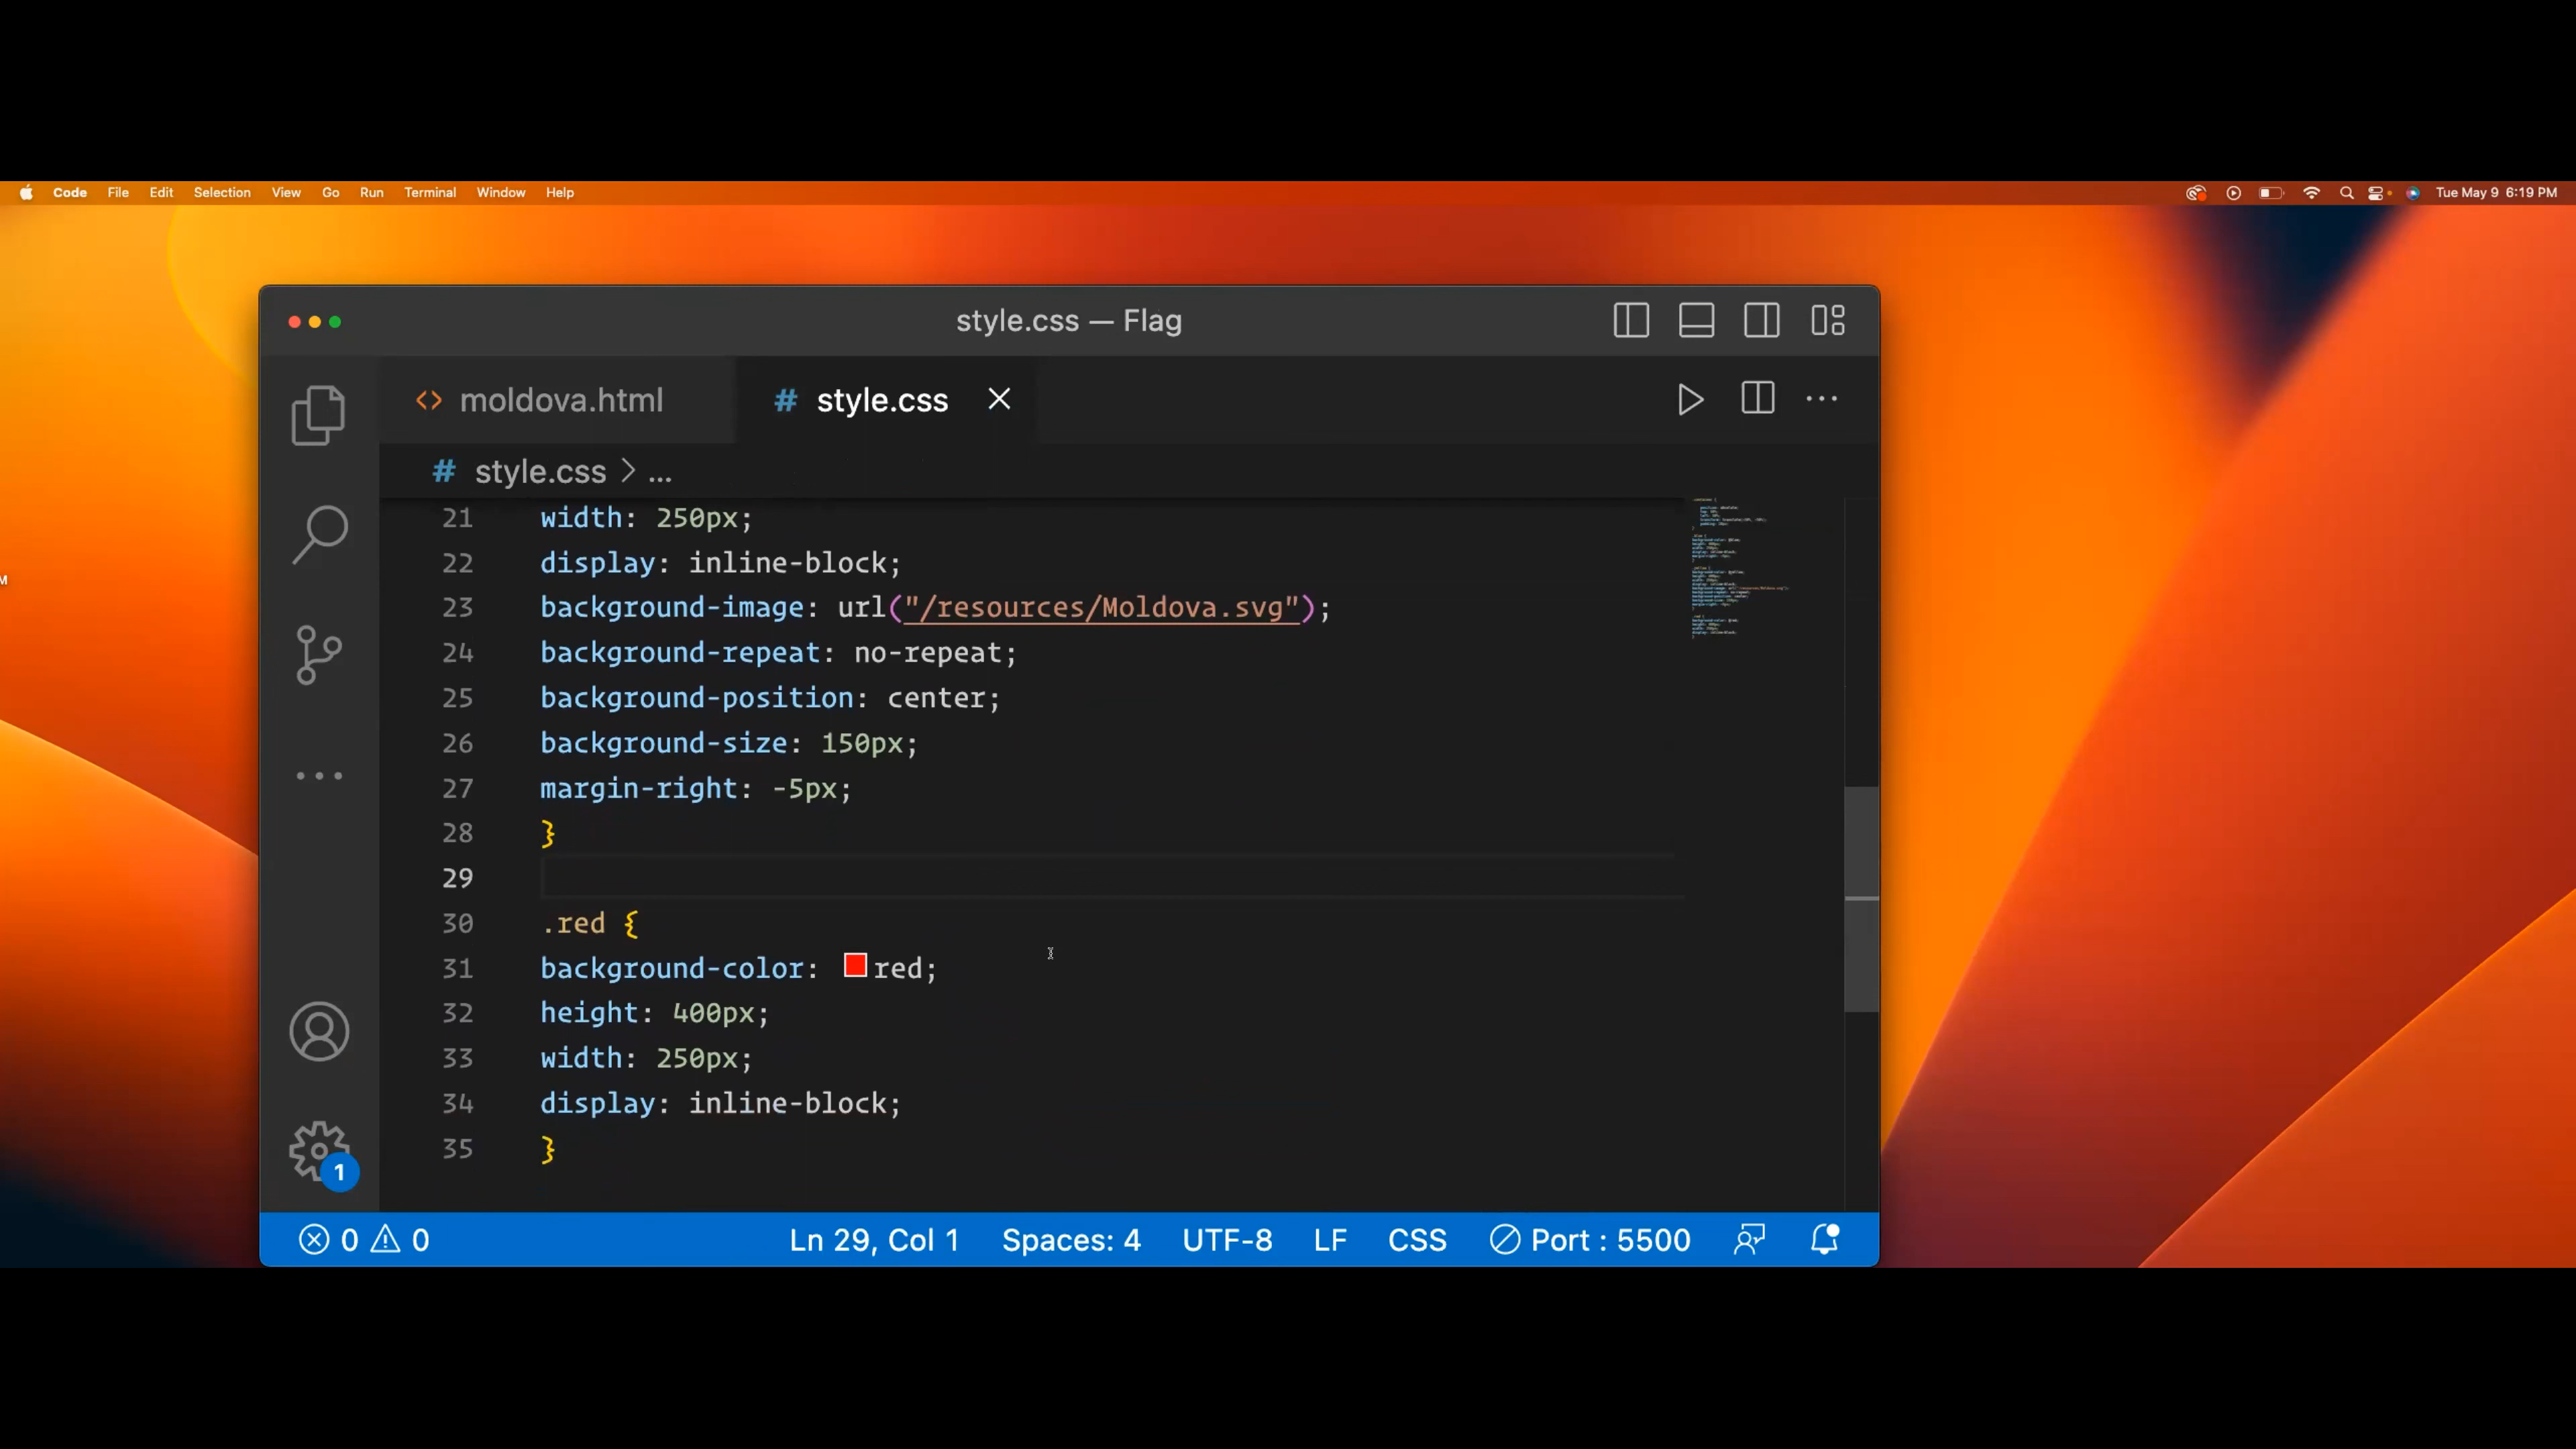 Code File Edit Selection View Go Run Terminal Window Help Tue May 9 6:19 PM
style.css — Flag
moldova.html # style.css
# style.css > ...
M
21 width: 250px;
22 display: inline-block;
23 background-image: url("/resources/Moldova.svg");
24 background-repeat: no-repeat;
25 background-position: center;
26 background-size: 150px;
27 margin-right: -5px;
28 }
29
30 .red {
31 background-color: red;
32 height: 400px;
33 width: 250px;
34 display: inline-block;
35 }
1
0 0 Ln 29, Col 1 Spaces: 4 UTF-8 LF CSS Port : 5500